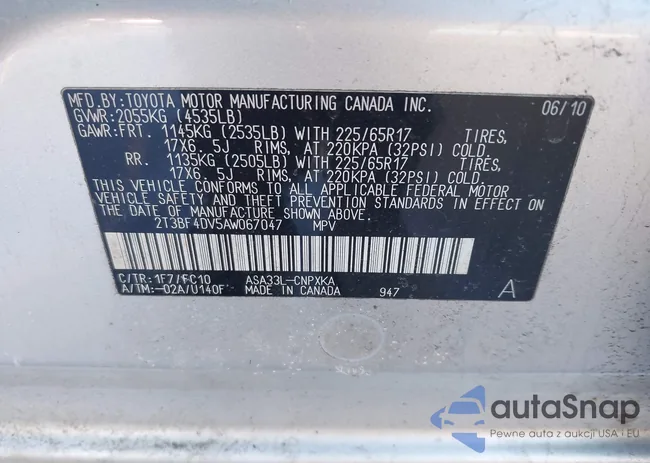 MFD.BY:TOYOTA MOTOR MANUFACTURING CANADA INC. 06/10
GVWR:2055KG (4535LB)
GAWR:FRT. 1145KG (2535LB) WITH 225/65R17 TIRES,
17X6. 5J RIMS, AT 220KPA (32PSI) COLD.
RR. 1135KG (2505LB) WITH 225/65R17 TIRES,
17X6. 5J RIMS, AT 220KPA (32PSI) COLD.
THIS VEHICLE CONFORMS TO ALL APPLICABLE FEDERAL MOTOR
VEHICLE SAFETY AND THEFT PREVENTION STANDARDS IN EFFECT ON
THE DATE OF MANUFACTURE SHOWN ABOVE.
2T3BF4DV5AW067047 MPV
C/TR:1F7/FC10 ASA33L-CNPXKA
A/TM:-02A/U140F MADE IN CANADA 947 A
autaSnap
Pewne auta z aukcji USA i EU